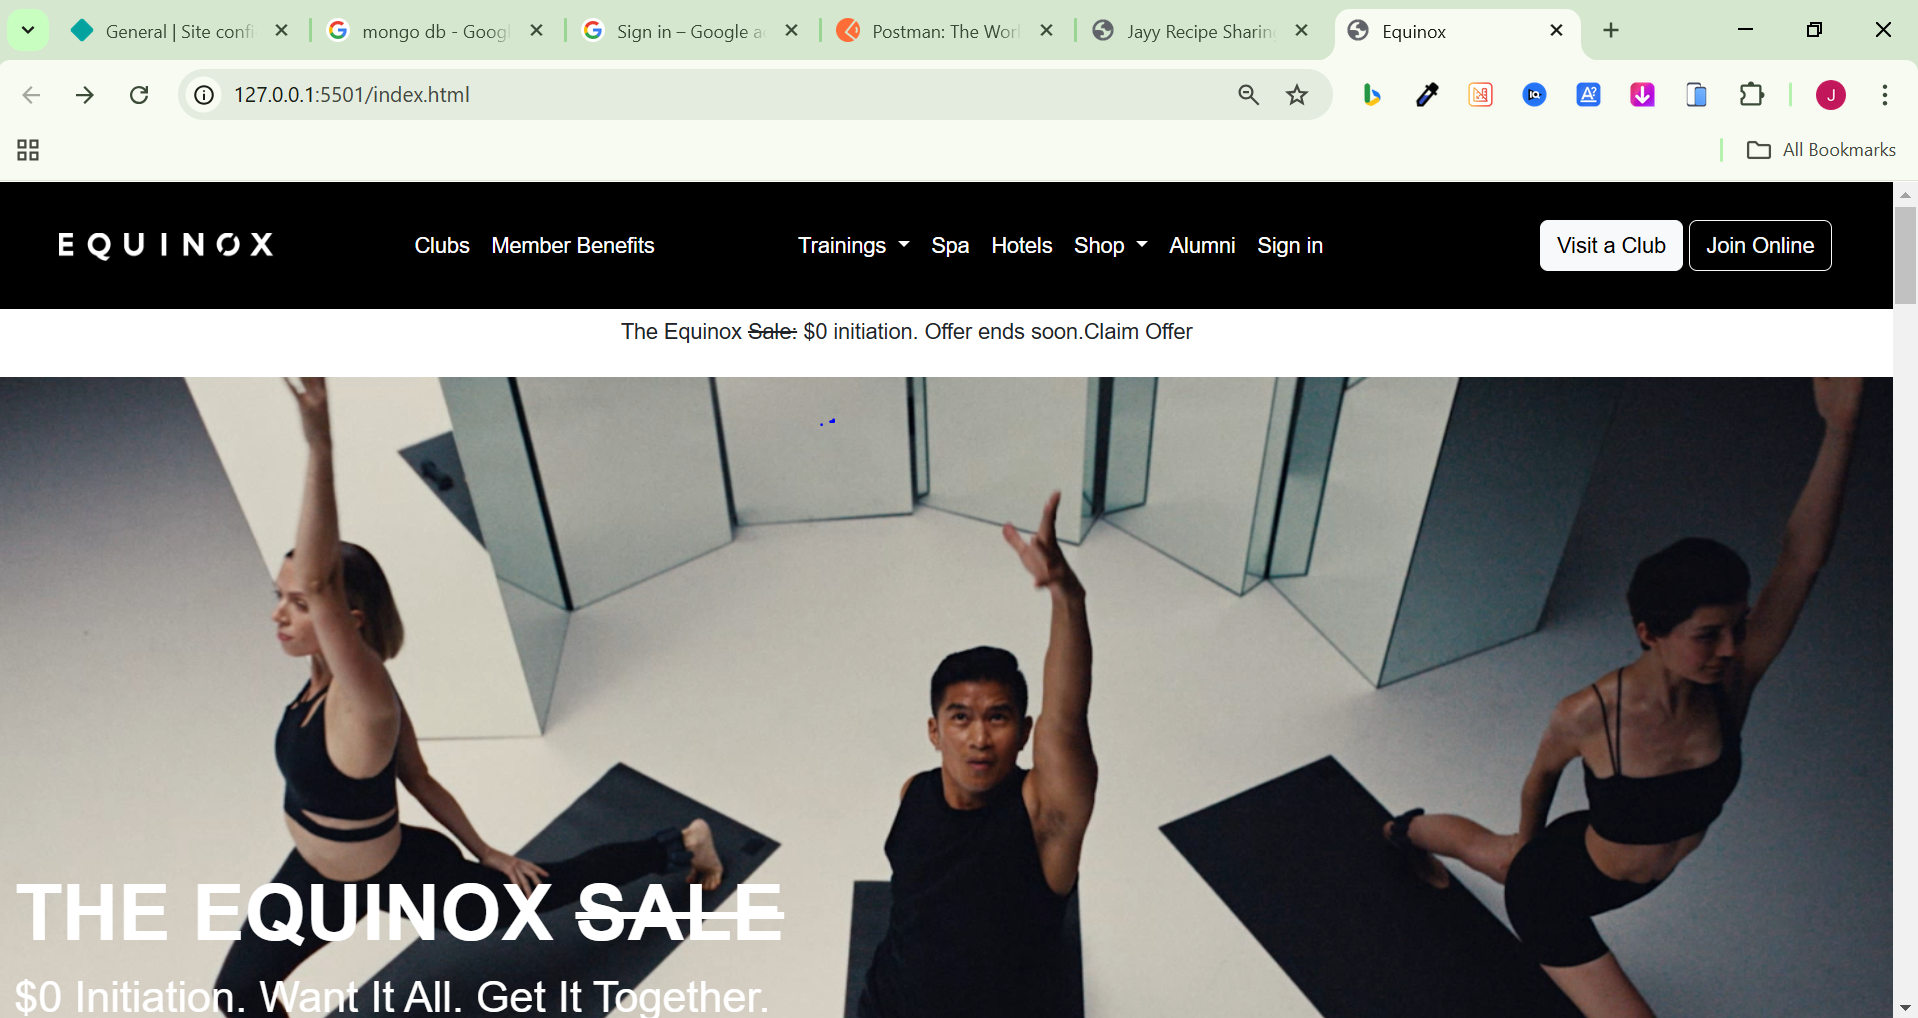 General | Site confi
mongo db - Googl
Sign in – Google a
Postman: The Worl
Jayy Recipe Sharin
Equinox
127.0.0.1:5501/index.html
J
All Bookmarks
EQUINOX
Clubs
Member Benefits
Trainings
Spa
Hotels
Shop
Alumni
Sign in
Visit a Club
Join Online
The Equinox Sale: $0 initiation. Offer ends soon.Claim Offer
THE EQUINOX SALE
$0 Initiation. Want It All. Get It Together.